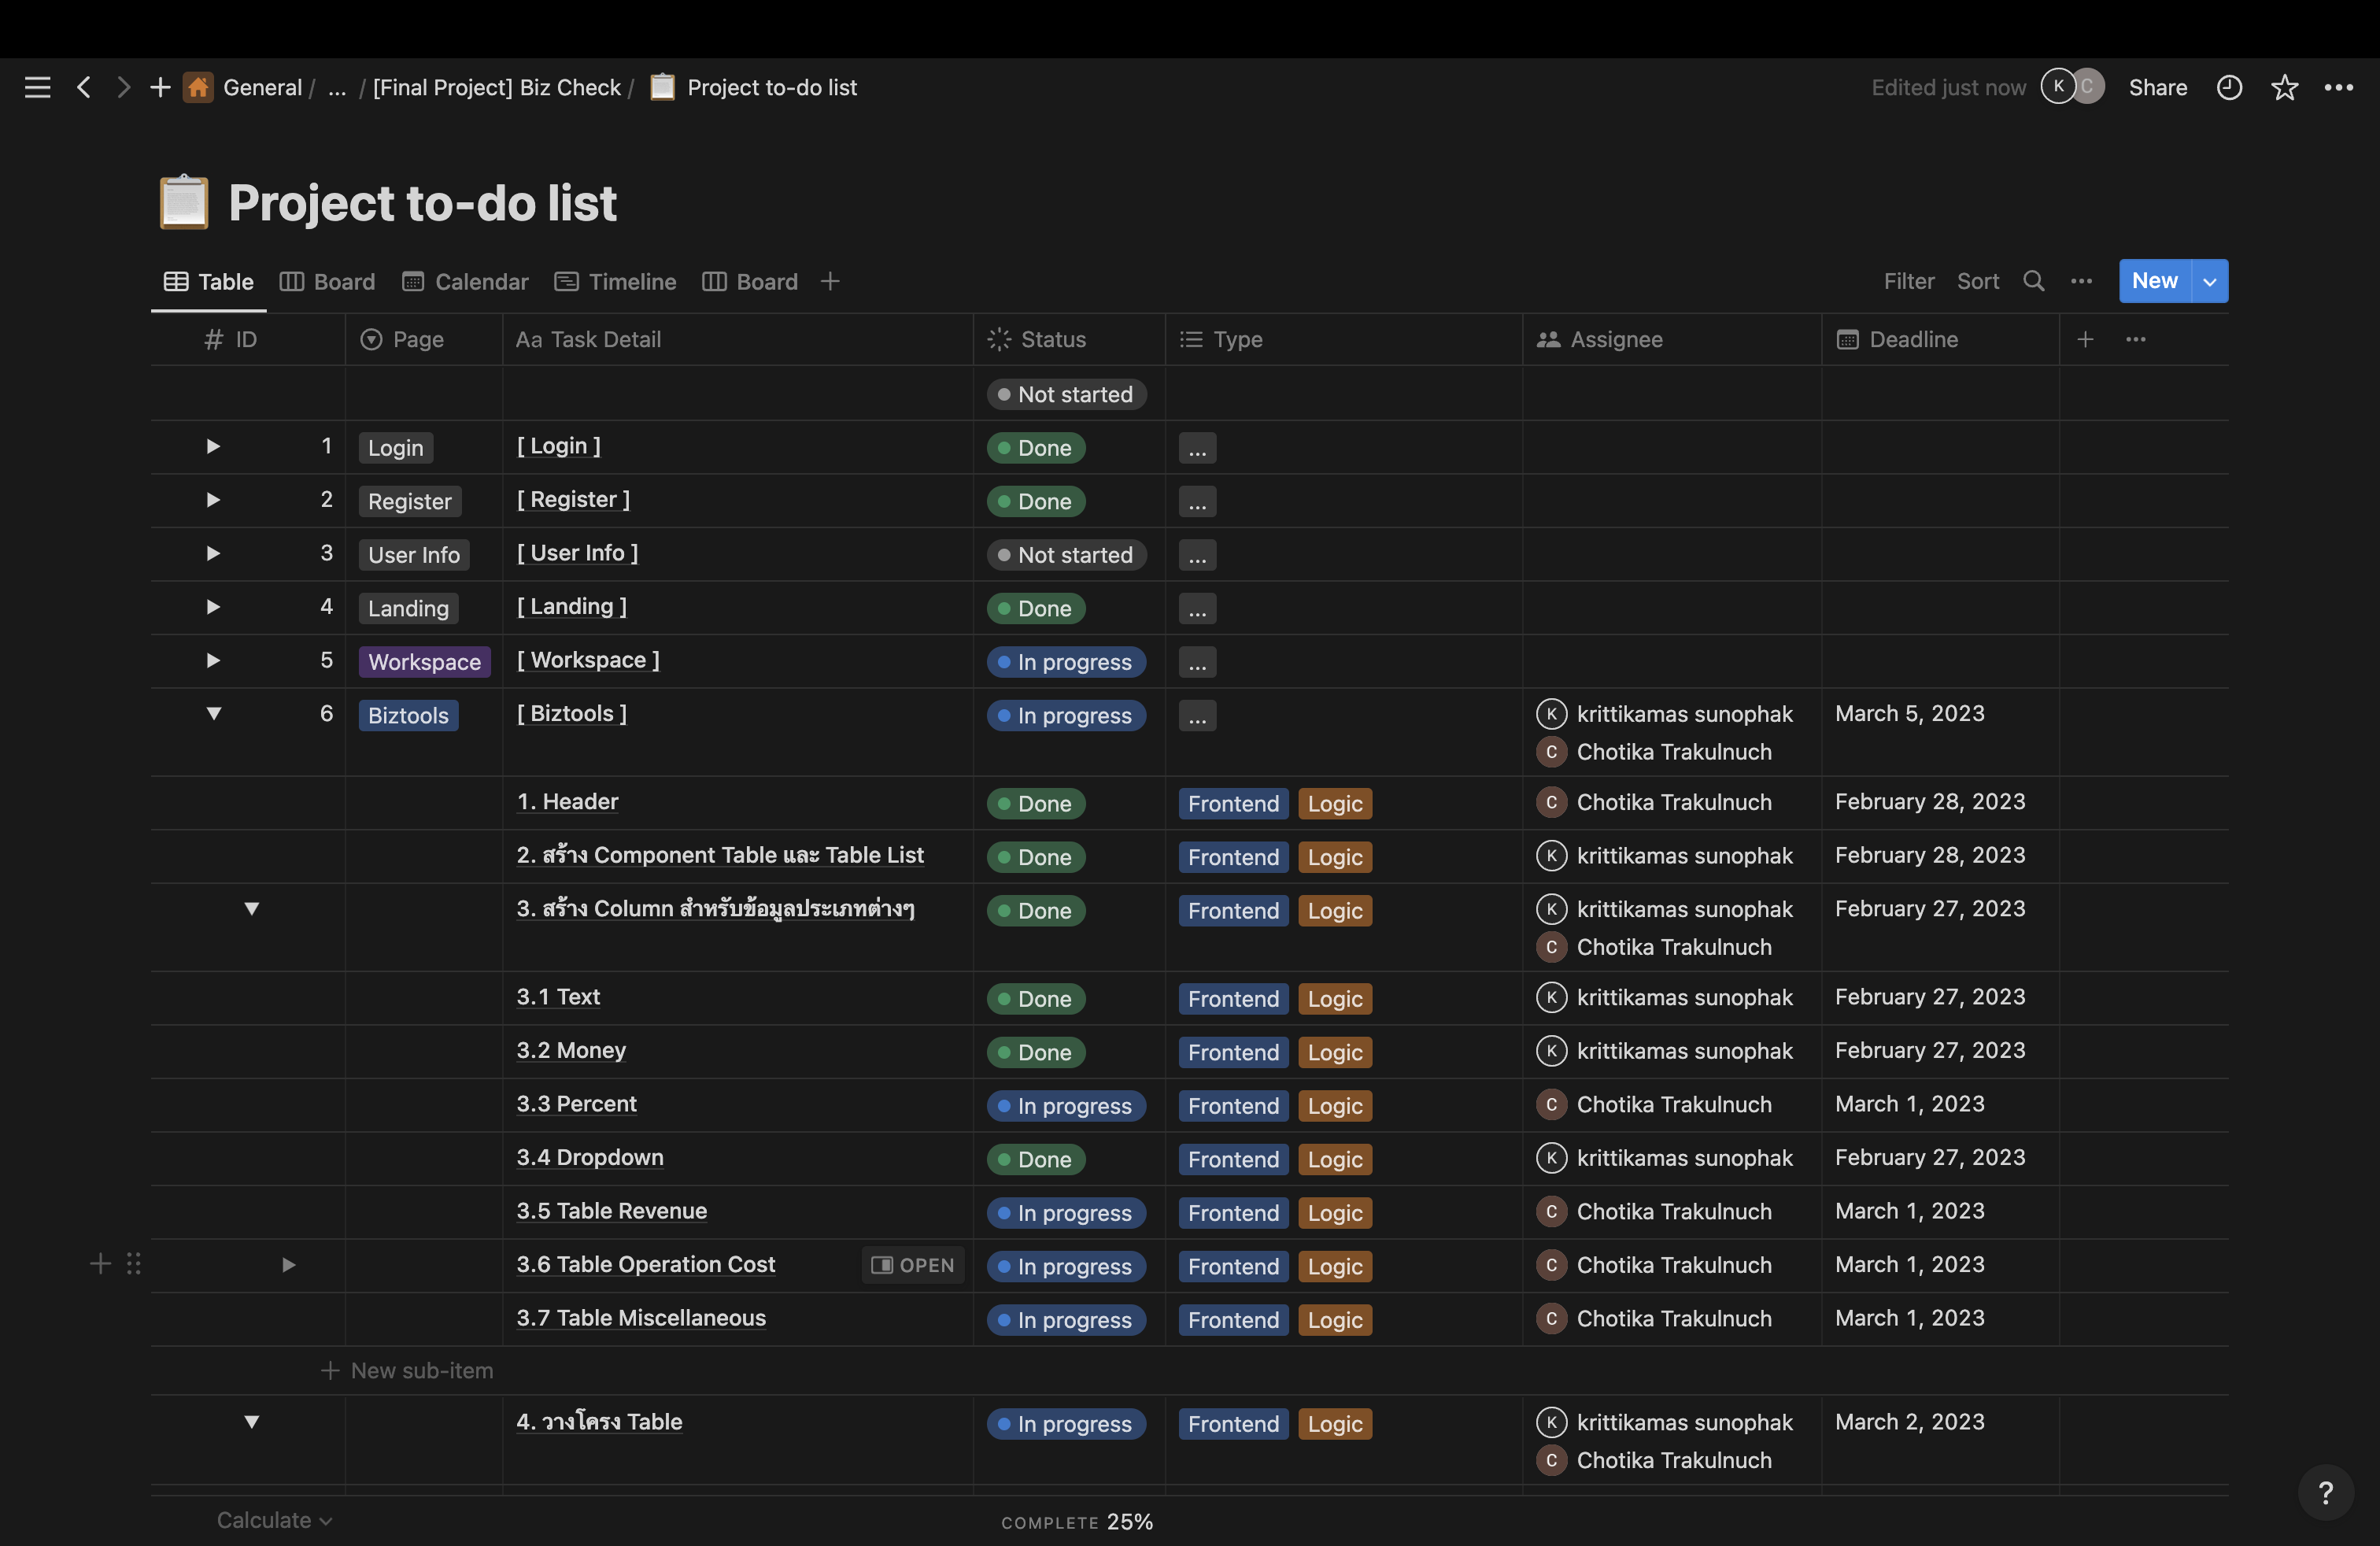 General / ... / [Final Project] Biz Check / Project to-do list Edited just now K C Share
Project to-do list
Table Board Calendar Timeline Board Filter Sort New
# ID Page Aa Task Detail Status Type Assignee Deadline
Not started
1 Login [ Login ] Done ...
2 Register [ Register ] Done ...
3 User Info [ User Info ] Not started ...
4 Landing [ Landing ] Done ...
5 Workspace [ Workspace ] In progress ...
6 Biztools [ Biztools ] In progress ... K krittikamas sunophak March 5, 2023
C Chotika Trakulnuch
1. Header Done Frontend Logic C Chotika Trakulnuch February 28, 2023
2. สร้าง Component Table และ Table List Done Frontend Logic K krittikamas sunophak February 28, 2023
3. สร้าง Column สำหรับข้อมูลประเภทต่างๆ Done Frontend Logic K krittikamas sunophak February 27, 2023
C Chotika Trakulnuch
3.1 Text Done Frontend Logic K krittikamas sunophak February 27, 2023
3.2 Money Done Frontend Logic K krittikamas sunophak February 27, 2023
3.3 Percent In progress Frontend Logic C Chotika Trakulnuch March 1, 2023
3.4 Dropdown Done Frontend Logic K krittikamas sunophak February 27, 2023
3.5 Table Revenue In progress Frontend Logic C Chotika Trakulnuch March 1, 2023
3.6 Table Operation Cost OPEN In progress Frontend Logic C Chotika Trakulnuch March 1, 2023
3.7 Table Miscellaneous In progress Frontend Logic C Chotika Trakulnuch March 1, 2023
New sub-item
4. วางโครง Table In progress Frontend Logic K krittikamas sunophak March 2, 2023
C Chotika Trakulnuch
Calculate COMPLETE 25% ?